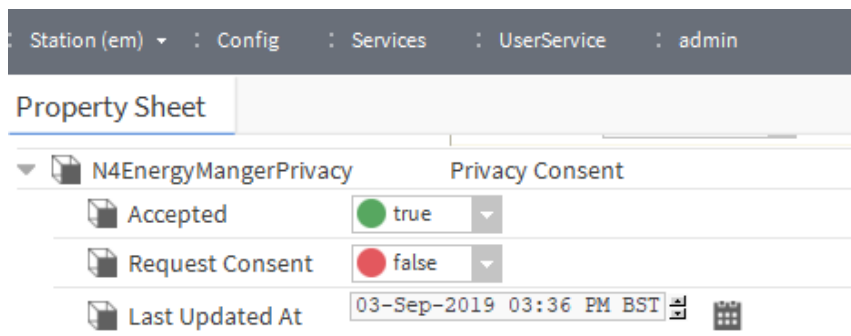 : Station (em) : Config : Services : UserService : admin
Property Sheet
N4EnergyMangerPrivacy Privacy Consent
Accepted true
Request Consent false
Last Updated At 03-Sep-2019 03:36 PM BST